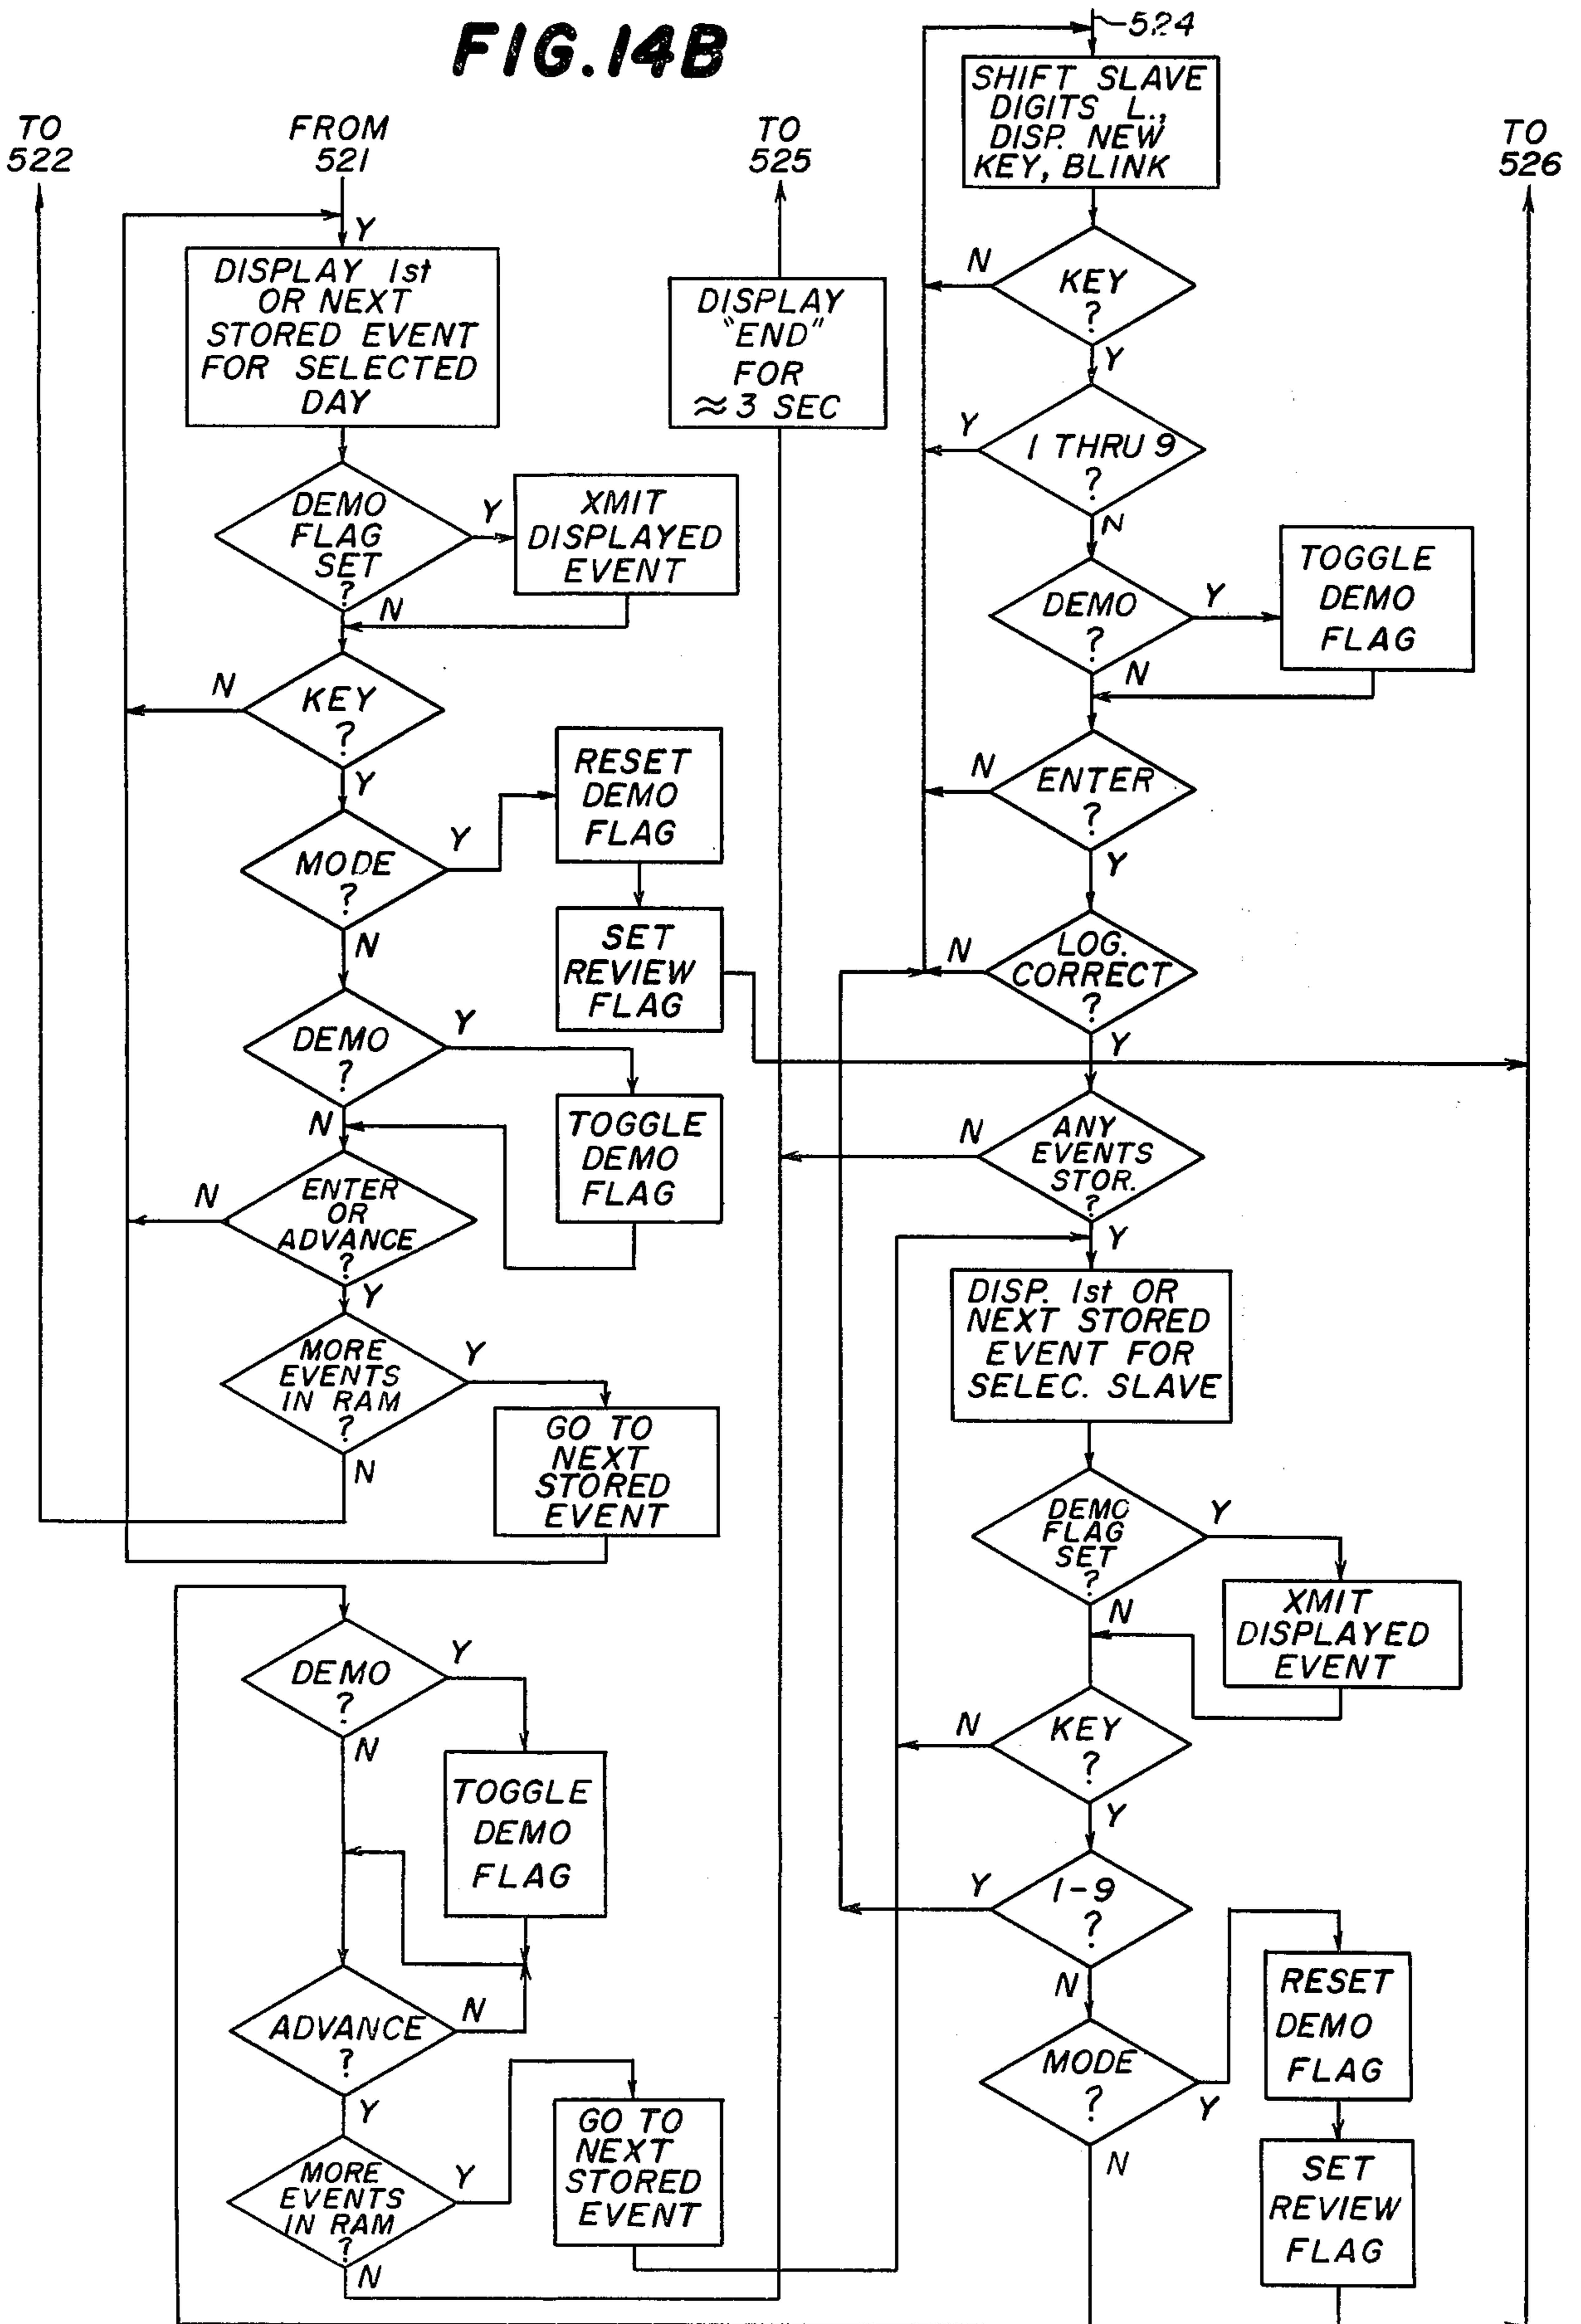 FIG. 14B
TO
522
FROM
521
Y
DISPLAY 1st
OR NEXT
STORED EVENT
FOR SELECTED
DAY
DEMO
FLAG
SET
?
Y
XMIT
DISPLAYED
EVENT
N
KEY
?
N
Y
MODE
?
Y
RESET
DEMO
FLAG
SET
REVIEW
FLAG
N
DEMO
?
Y
TOGGLE
DEMO
FLAG
N
ENTER
OR
ADVANCE
?
N
Y
MORE
EVENTS
IN RAM
?
Y
GO TO
NEXT
STORED
EVENT
N
DEMO
?
Y
TOGGLE
DEMO
FLAG
N
ADVANCE
?
N
Y
MORE
EVENTS
IN RAM
?
Y
GO TO
NEXT
STORED
EVENT
N
TO
525
DISPLAY
"END"
FOR
≈ 3 SEC
524
SHIFT SLAVE
DIGITS L.,
DISP. NEW
KEY, BLINK
KEY
?
N
Y
1 THRU 9
?
Y
N
DEMO
?
Y
TOGGLE
DEMO
FLAG
N
ENTER
?
N
Y
LOG.
CORRECT
?
N
Y
ANY
EVENTS
STOR.
?
N
Y
DISP. 1st OR
NEXT STORED
EVENT FOR
SELEC. SLAVE
DEMO
FLAG
SET
?
Y
XMIT
DISPLAYED
EVENT
N
KEY
?
N
Y
1-9
?
Y
N
MODE
?
Y
RESET
DEMO
FLAG
SET
REVIEW
FLAG
N
TO
526